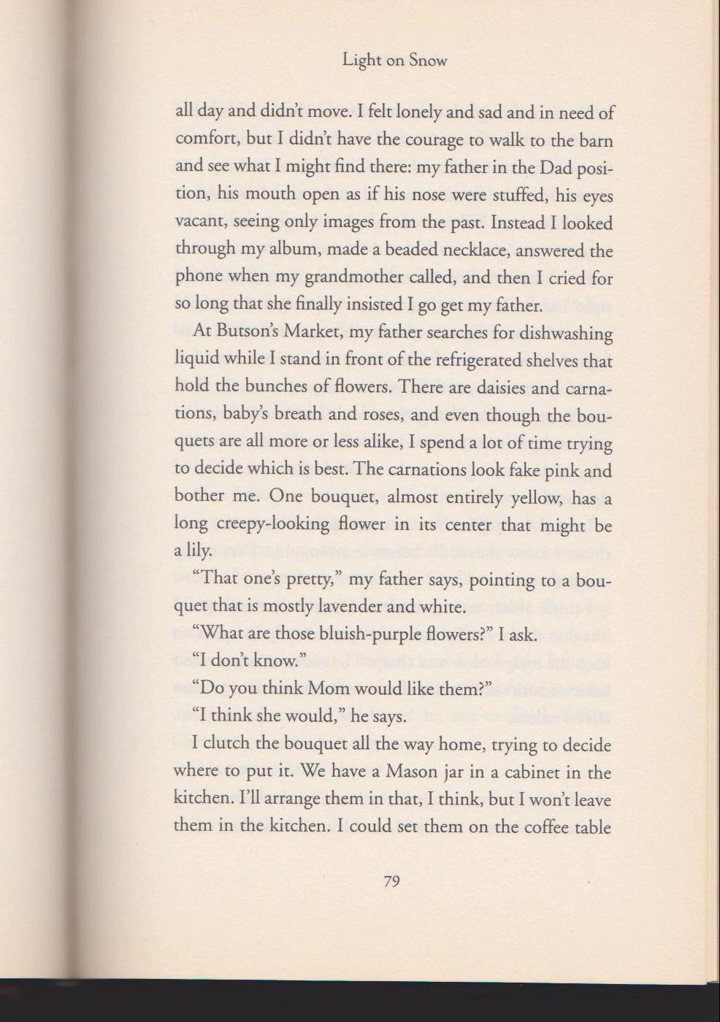 Light on Snow
all day and didn’t move. I felt lonely and sad and in need of
comfort, but I didn’t have the courage to walk to the barn
and see what I might find there: my father in the Dad posi-
tion, his mouth open as if his nose were stuffed, his eyes
vacant, seeing only images from the past. Instead I looked
through my album, made a beaded necklace, answered the
phone when my grandmother called, and then I cried for
so long that she finally insisted I go get my father.
At Butson’s Market, my father searches for dishwashing
liquid while I stand in front of the refrigerated shelves that
hold the bunches of flowers. There are daisies and carna-
tions, baby’s breath and roses, and even though the bou-
quets are all more or less alike, I spend a lot of time trying
to decide which is best. The carnations look fake pink and
bother me. One bouquet, almost entirely yellow, has a
long creepy-looking flower in its center that might be
a lily.
“That one’s pretty,” my father says, pointing to a bou-
quet that is mostly lavender and white.
“What are those bluish-purple flowers?” I ask.
“I don’t know.”
“Do you think Mom would like them?”
“I think she would,” he says.
I clutch the bouquet all the way home, trying to decide
where to put it. We have a Mason jar in a cabinet in the
kitchen. I’ll arrange them in that, I think, but I won’t leave
them in the kitchen. I could set them on the coffee table
79